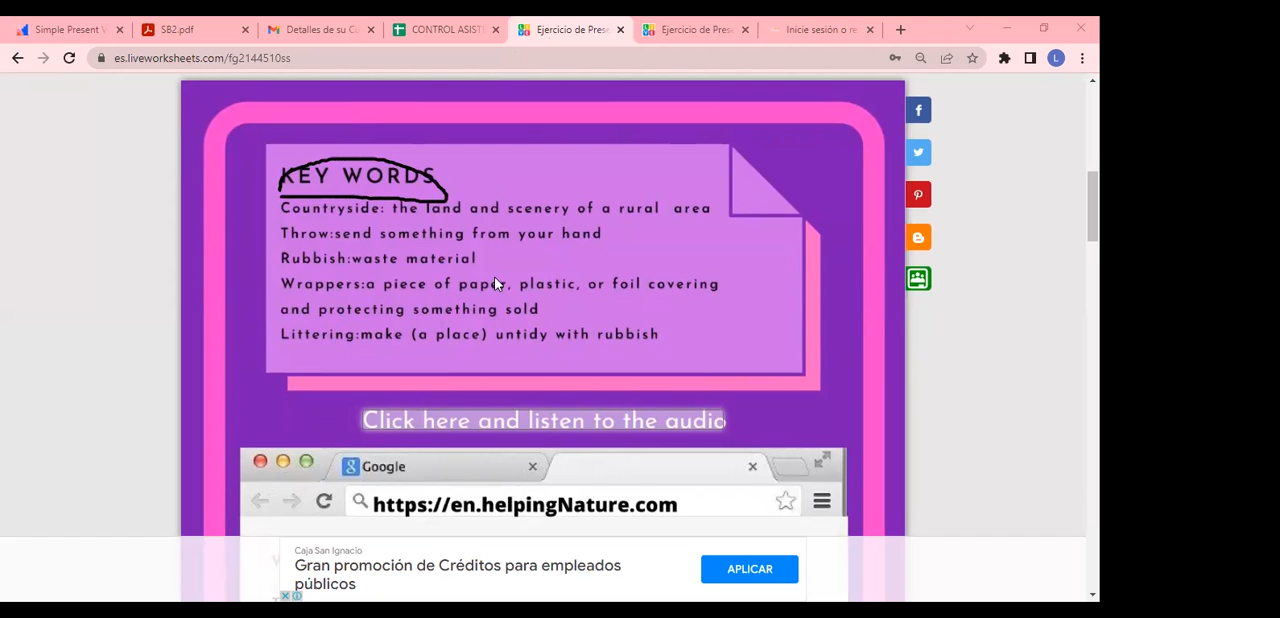 Simple Present V
SB2.pdf
Detalles de su Cu
CONTROL ASIST
Ejercicio de Prese
Ejercicio de Prese
Inicie sesión o re
es.liveworksheets.com/fg2144510ss
L
KEY WORDS
Countryside: the land and scenery of a rural area
Throw:send something from your hand
Rubbish:waste material
Wrappers:a piece of paper, plastic, or foil covering
and protecting something sold
Littering:make (a place) untidy with rubbish
Click here and listen to the audio
Google
https://en.helpingNature.com
Caja San Ignacio
Gran promoción de Créditos para empleados
públicos
APLICAR